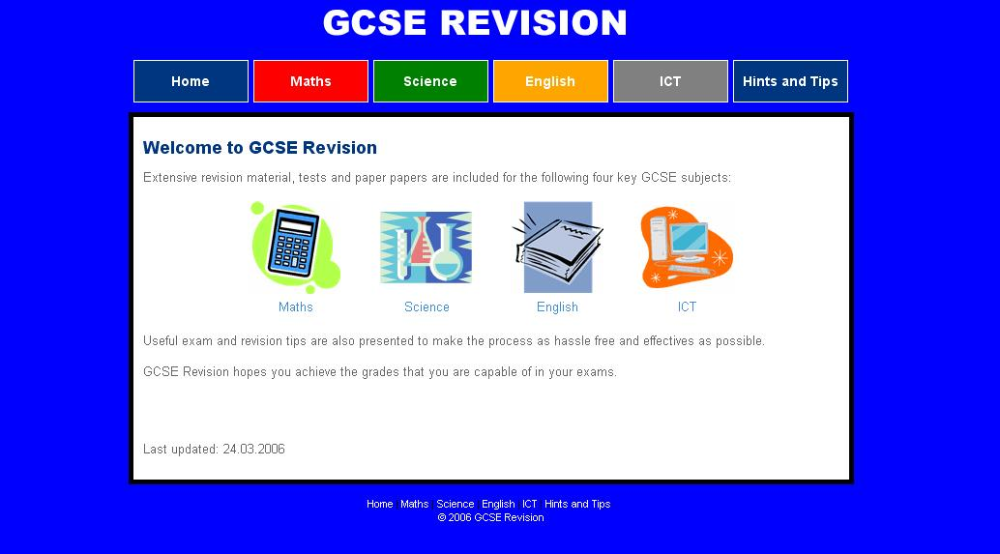 GCSE REVISION
Home Maths Science English ICT Hints and Tips
Welcome to GCSE Revision
Extensive revision material, tests and paper papers are included for the following four key GCSE subjects:
Maths Science English ICT
Useful exam and revision tips are also presented to make the process as hassle free and effectives as possible.
GCSE Revision hopes you achieve the grades that you are capable of in your exams.
Last updated: 24.03.2006
Home Maths Science English ICT Hints and Tips
© 2006 GCSE Revision